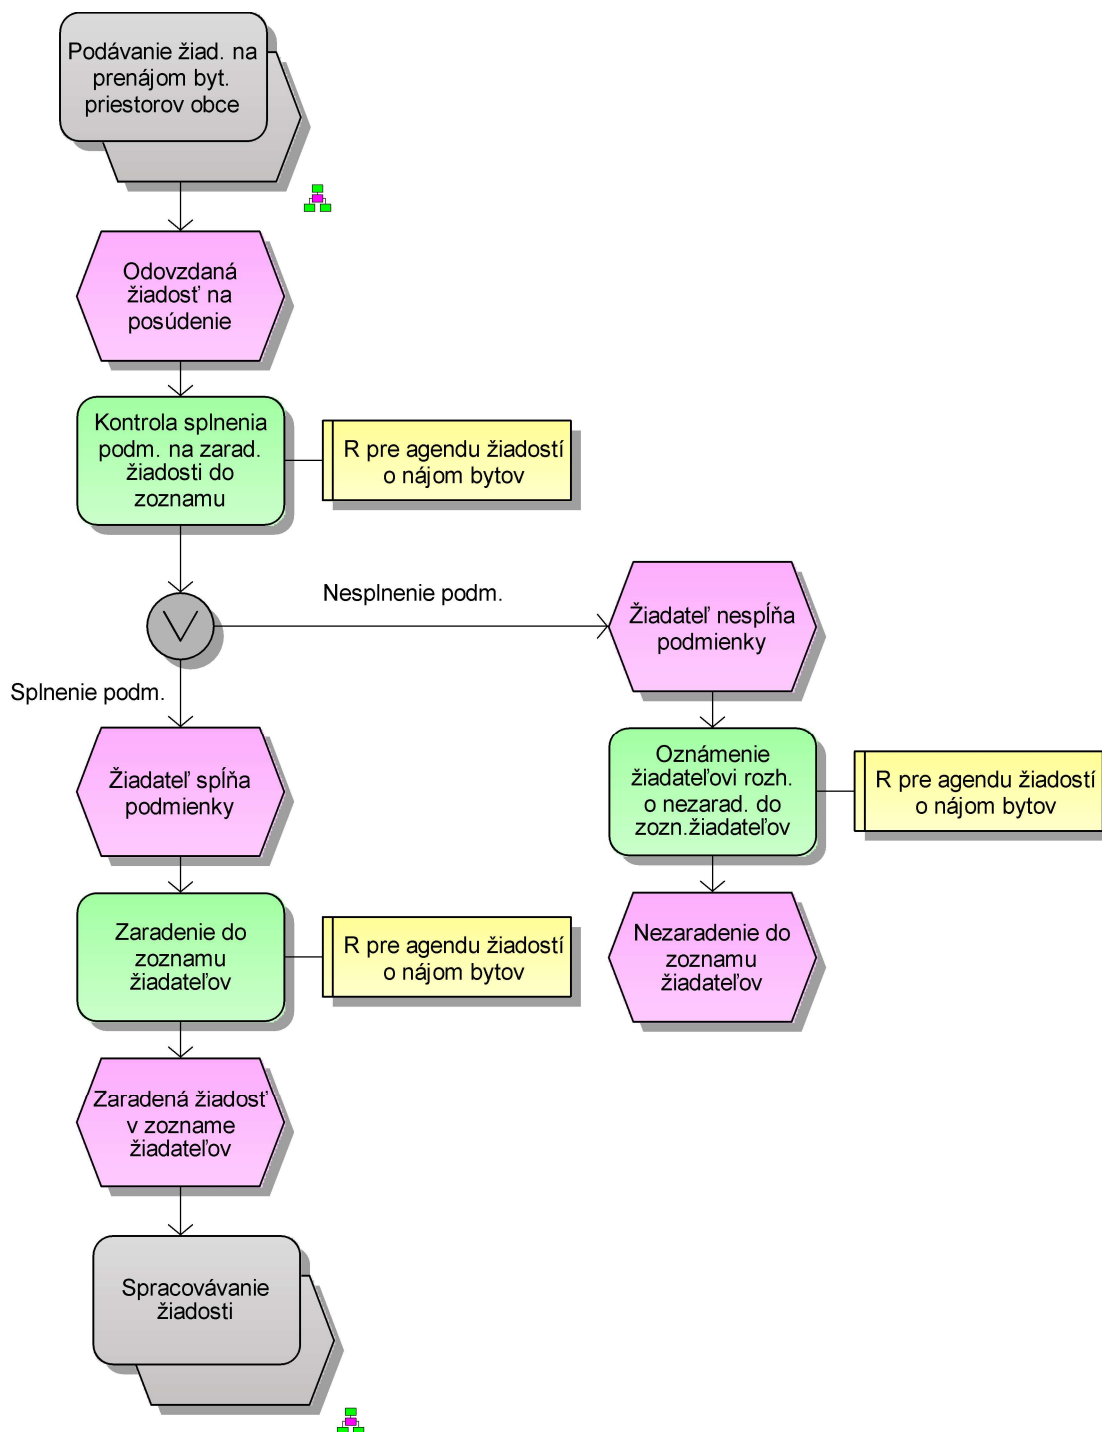 Podávanie žiad. na
prenájom byt.
priestorov obce
Odovzdaná
žiadosť na
posúdenie
Kontrola splnenia
podm. na zarad.
žiadosti do
zoznamu
R pre agendu žiadostí
o nájom bytov
Nesplnenie podm.
Žiadateľ nespĺňa
podmienky
Splnenie podm.
Žiadateľ spĺňa
podmienky
Oznámenie
žiadateľovi rozh.
o nezarad. do
zozn.žiadateľov
R pre agendu žiadostí
o nájom bytov
Zaradenie do
zoznamu
žiadateľov
R pre agendu žiadostí
o nájom bytov
Nezaradenie do
zoznamu
žiadateľov
Zaradená žiadosť
v zozname
žiadateľov
Spracovávanie
žiadosti